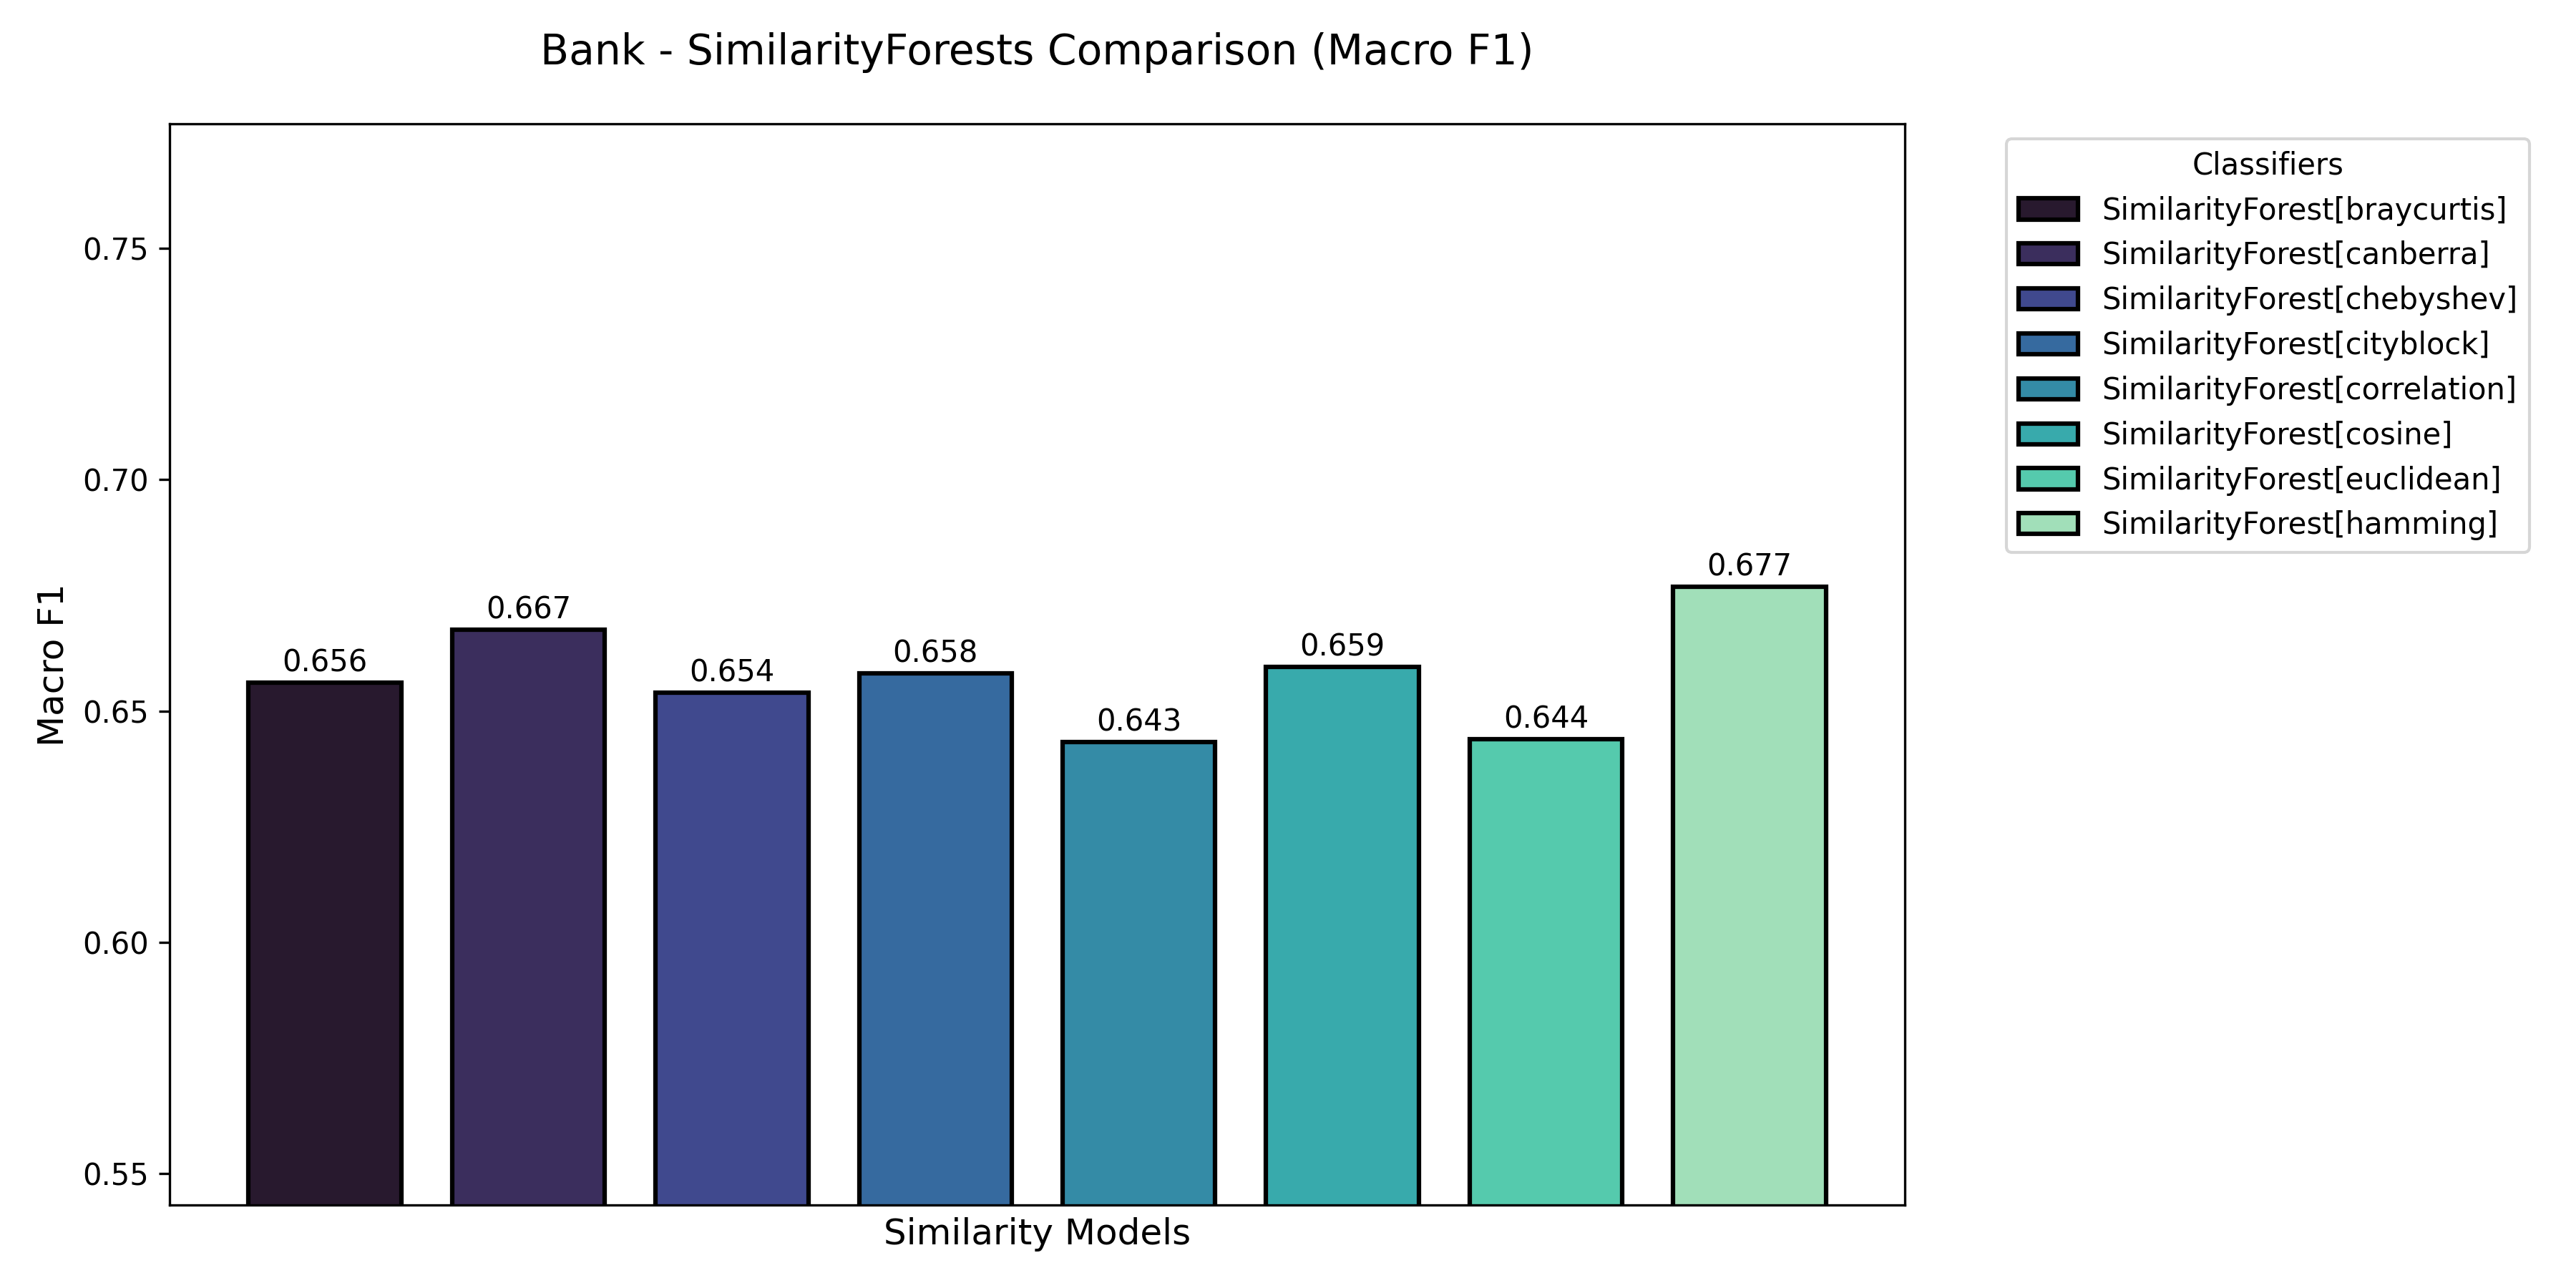 Bank - SimilarityForests Comparison (Macro F1)
Macro F1
0.75
0.70
0.65
0.60
0.55
0.656
0.667
0.654
0.658
0.643
0.659
0.644
0.677
Similarity Models
Classifiers
SimilarityForest[braycurtis]
SimilarityForest[canberra]
SimilarityForest[chebyshev]
SimilarityForest[cityblock]
SimilarityForest[correlation]
SimilarityForest[cosine]
SimilarityForest[euclidean]
SimilarityForest[hamming]